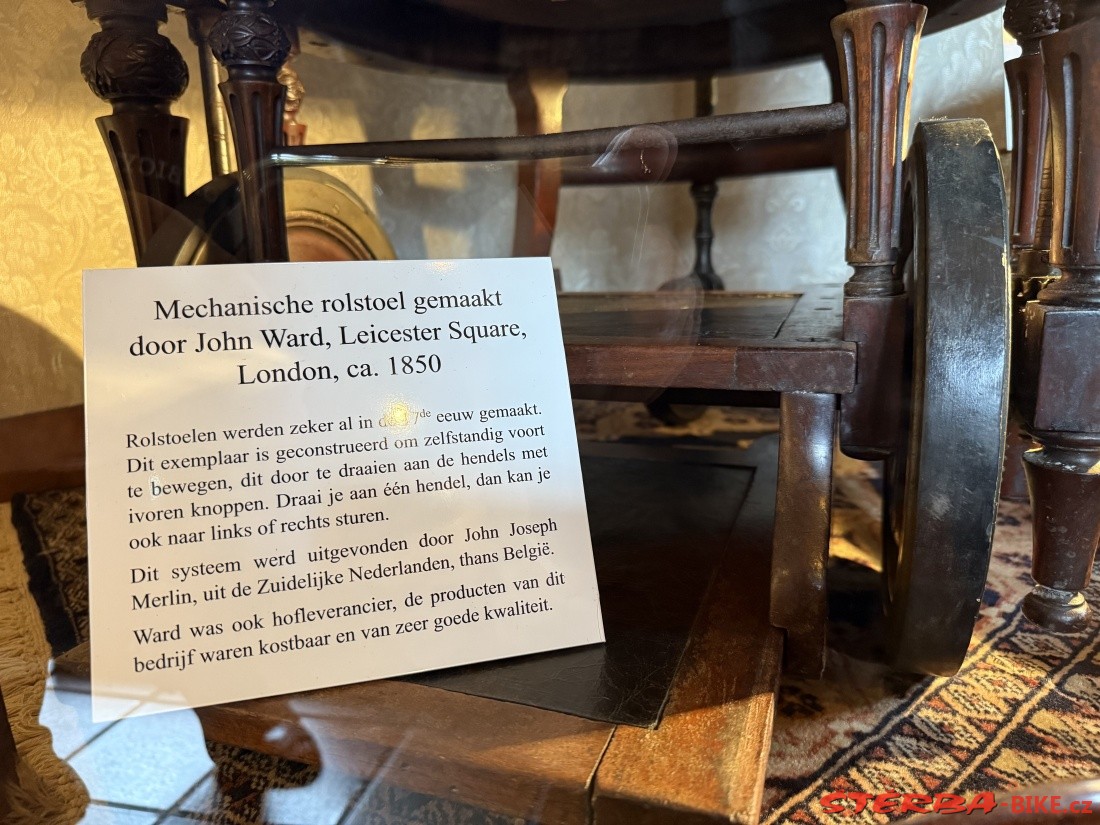 Mechanische rolstoel gemaakt
door John Ward, Leicester Square,
London, ca. 1850
Rolstoelen werden zeker al in de 17de eeuw gemaakt.
Dit exemplaar is geconstrueerd om zelfstandig voort
te bewegen, dit door te draaien aan de hendels met
ivoren knoppen. Draai je aan één hendel, dan kan je
ook naar links of rechts sturen.
Dit systeem werd uitgevonden door John Joseph
Merlin, uit de Zuidelijke Nederlanden, thans België.
Ward was ook hofleverancier, de producten van dit
bedrijf waren kostbaar en van zeer goede kwaliteit.
STERBA-BIKE.cz